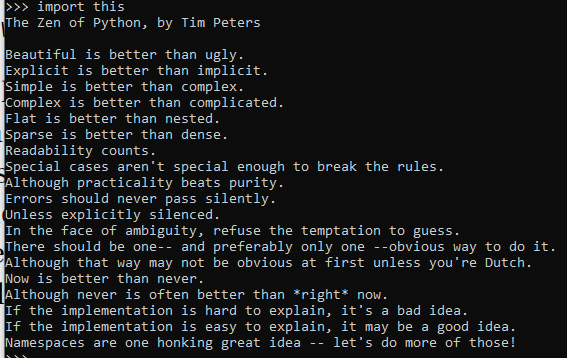 >>> import this
The Zen of Python, by Tim Peters

Beautiful is better than ugly.
Explicit is better than implicit.
Simple is better than complex.
Complex is better than complicated.
Flat is better than nested.
Sparse is better than dense.
Readability counts.
Special cases aren't special enough to break the rules.
Although practicality beats purity.
Errors should never pass silently.
Unless explicitly silenced.
In the face of ambiguity, refuse the temptation to guess.
There should be one-- and preferably only one --obvious way to do it.
Although that way may not be obvious at first unless you're Dutch.
Now is better than never.
Although never is often better than *right* now.
If the implementation is hard to explain, it's a bad idea.
If the implementation is easy to explain, it may be a good idea.
Namespaces are one honking great idea -- let's do more of those!
>>>